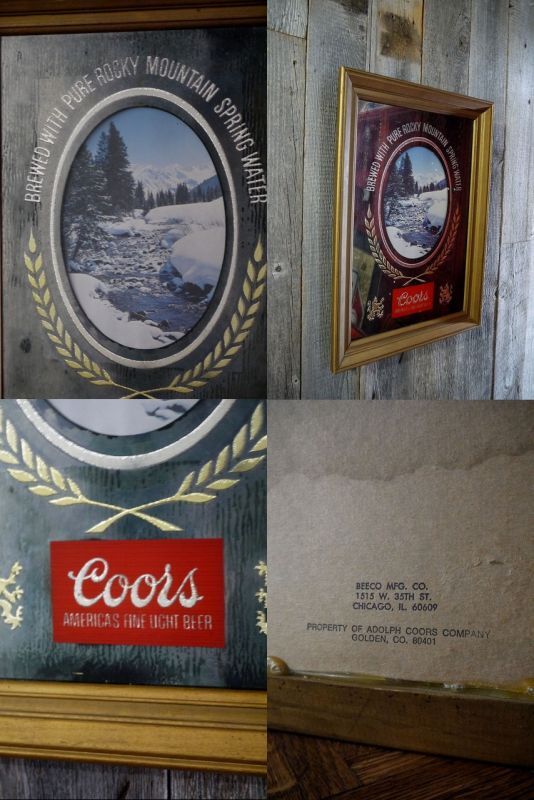 BREWED WITH PURE ROCKY MOUNTAIN SPRING WATER
BREWED WITH PURE ROCKY MOUNTAIN SPRING WATER
Coors
Coors
AMERICA'S FINE LIGHT BEER
BEECO MFG. CO.
1515 W. 35TH ST.
CHICAGO, IL. 60609
PROPERTY OF ADOLPH COORS COMPANY
GOLDEN, CO. 80401